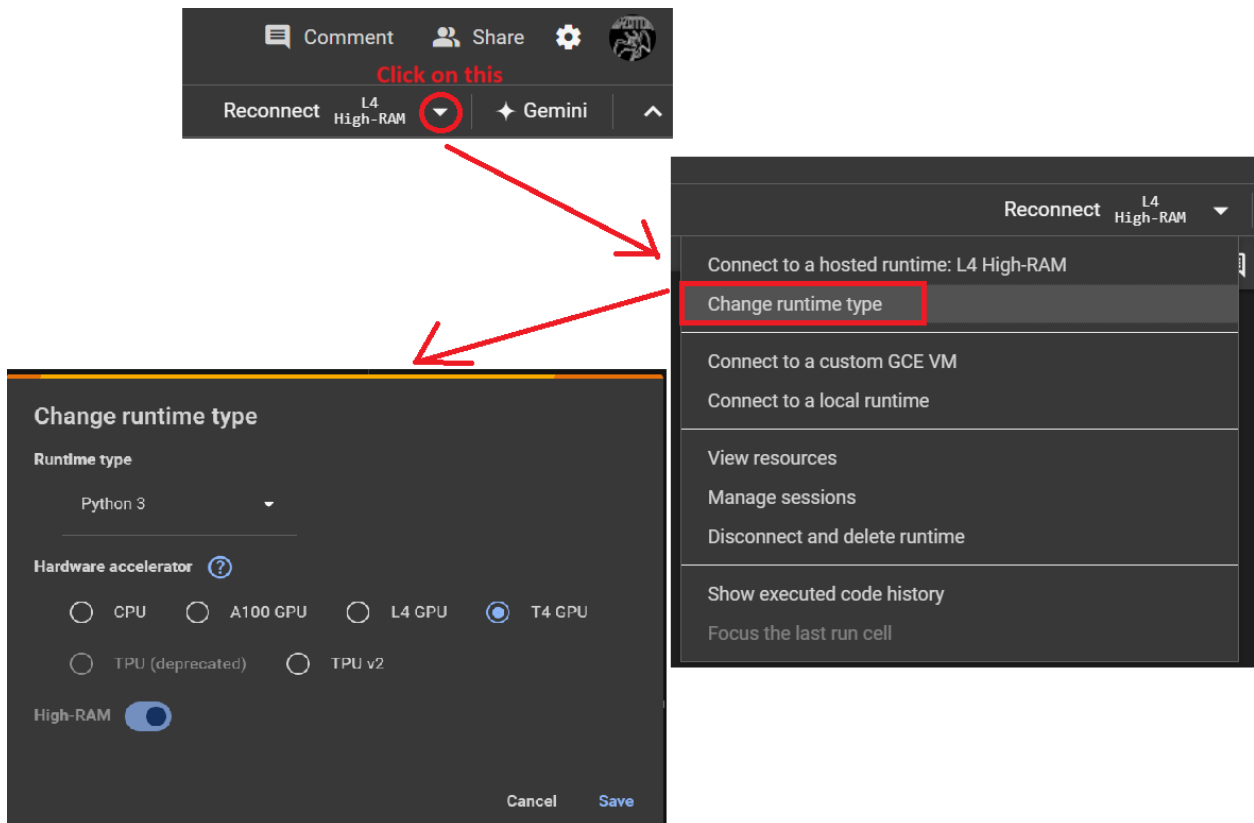 Comment Share
Click on this
Reconnect L4 High-RAM Gemini
Reconnect L4 High-RAM
Connect to a hosted runtime: L4 High-RAM
Change runtime type
Connect to a custom GCE VM
Connect to a local runtime
View resources
Manage sessions
Disconnect and delete runtime
Show executed code history
Focus the last run cell
Change runtime type
Runtime type
Python 3
Hardware accelerator ?
CPU A100 GPU L4 GPU T4 GPU
TPU (deprecated) TPU v2
High-RAM
Cancel Save